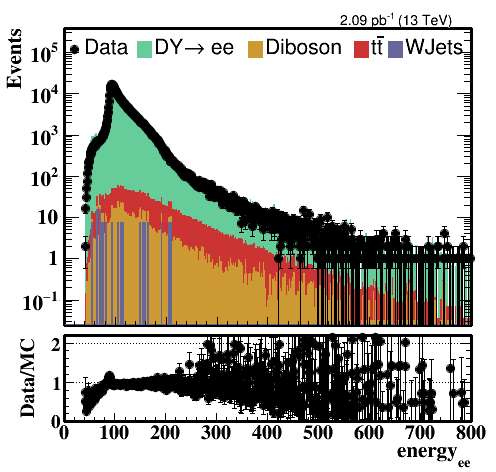 2.09 pb⁻¹ (13 TeV)
Events
Data DY→ ee Diboson tt̄ WJets
10⁵
10⁴
10³
10²
10
1
10⁻¹
Data/MC
2
1
0
0 100 200 300 400 500 600 700 800
energy_ee